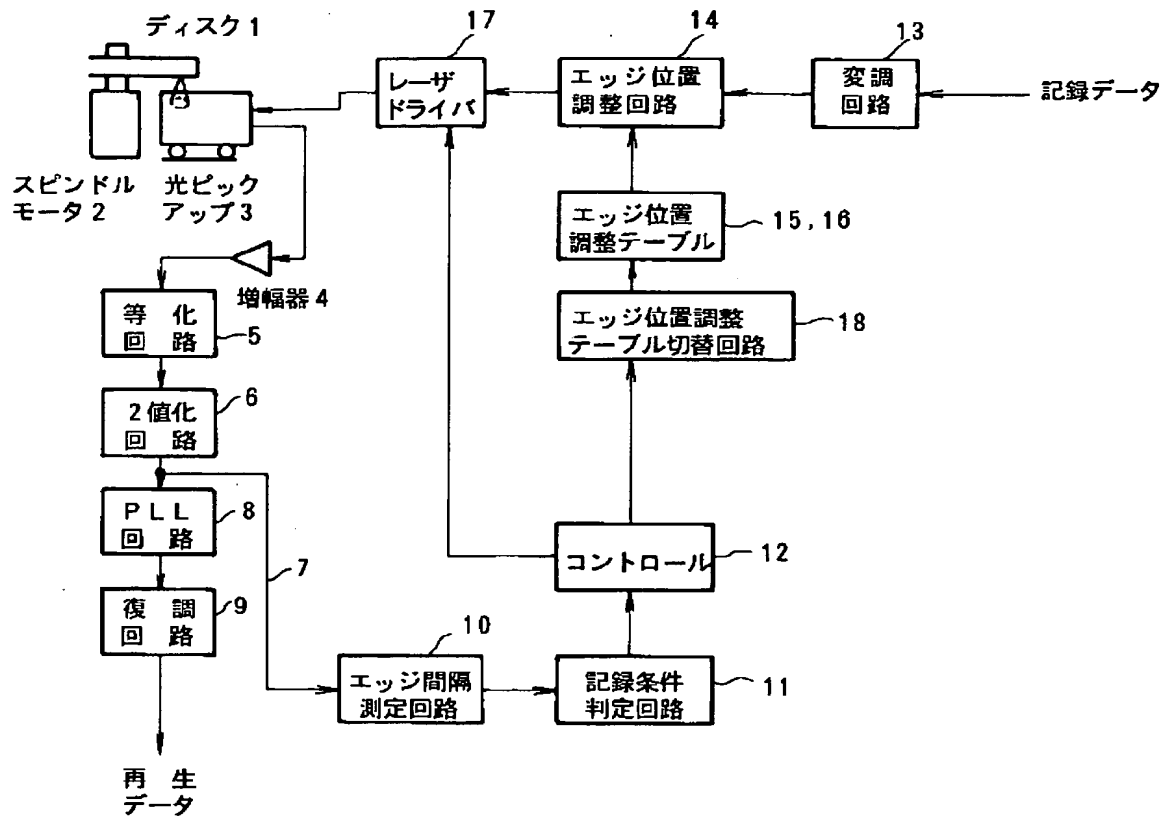 ディスク1
17
14
13
レーザ
ドライバ
エッジ位置
調整回路
変調
回路
記録データ
スピンドル
モータ2
光ピック
アップ3
エッジ位置
調整テーブル
15,16
増幅器4
等化
回路
5
エッジ位置調整
テーブル切替回路
18
2値化
回路
6
PLL
回路
8
7
コントロール
12
復調
回路
9
10
エッジ間隔
測定回路
記録条件
判定回路
11
再生
データ